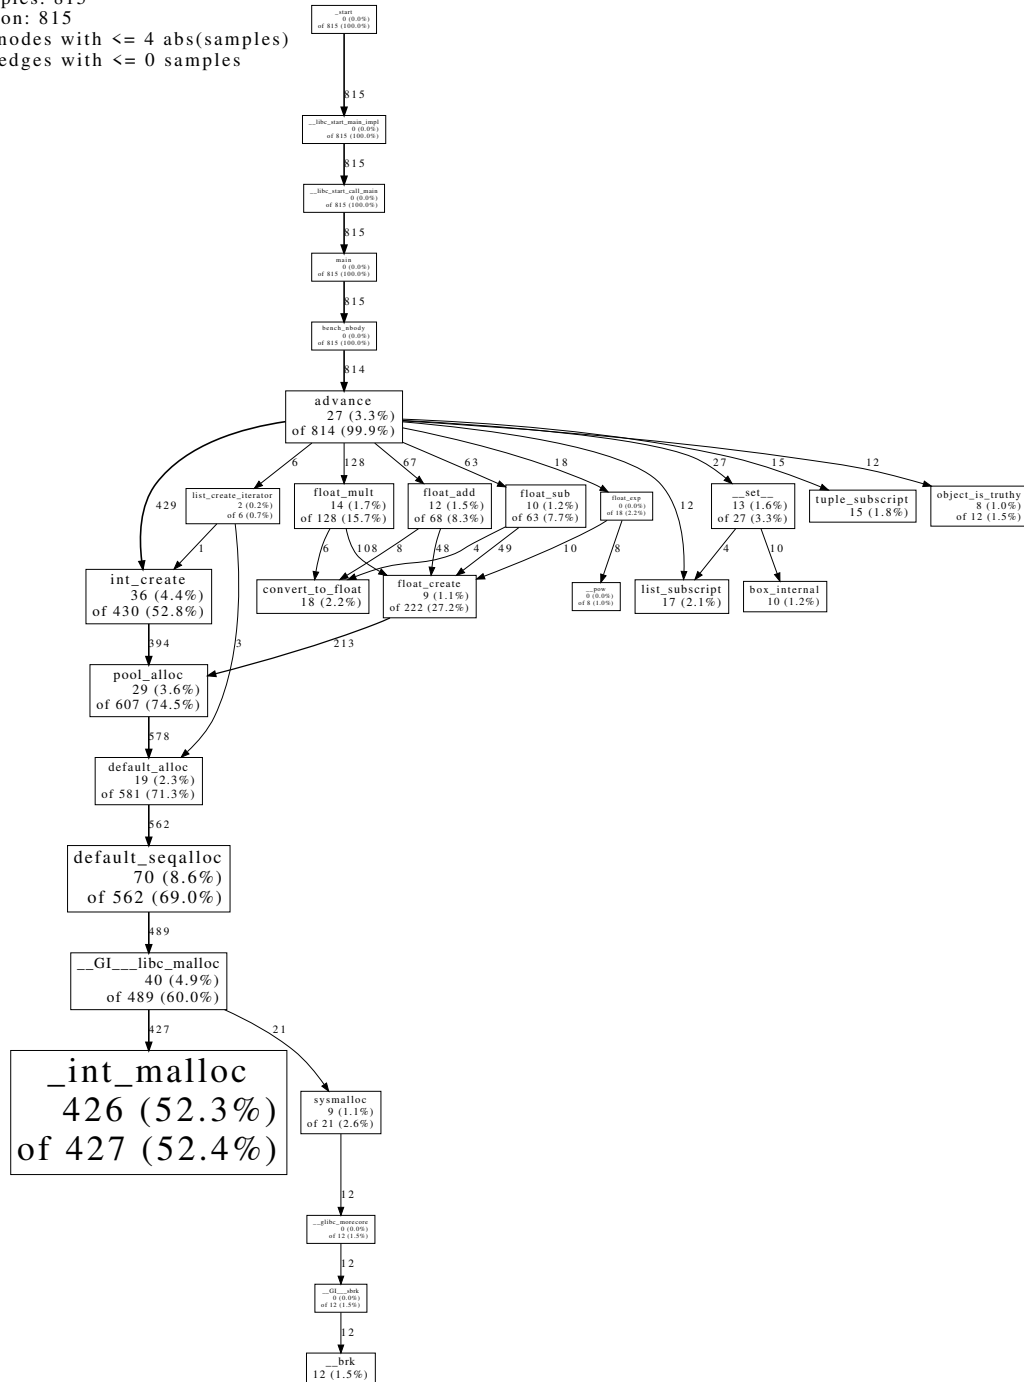 on: 815
nodes with <= 4 abs(samples)
edges with <= 0 samples
_start
0 (0.0%)
of 815 (100.0%)
815
__libc_start_main_impl
0 (0.0%)
of 815 (100.0%)
815
__libc_start_call_main
0 (0.0%)
of 815 (100.0%)
815
main
0 (0.0%)
of 815 (100.0%)
815
bench_nbody
0 (0.0%)
of 815 (100.0%)
814
advance
27 (3.3%)
of 814 (99.9%)
429
6
128
67
63
18
12
27
15
12
list_create_iterator
2 (0.2%)
of 6 (0.7%)
float_mult
14 (1.7%)
of 128 (15.7%)
float_add
12 (1.5%)
of 68 (8.3%)
float_sub
10 (1.2%)
of 63 (7.7%)
float_exp
0 (0.0%)
of 18 (2.2%)
__set__
13 (1.6%)
of 27 (3.3%)
tuple_subscript
15 (1.8%)
object_is_truthy
8 (1.0%)
of 12 (1.5%)
1
3
6
108
8
48
4
49
10
8
4
10
int_create
36 (4.4%)
of 430 (52.8%)
convert_to_float
18 (2.2%)
float_create
9 (1.1%)
of 222 (27.2%)
__pow
0 (0.0%)
of 8 (1.0%)
list_subscript
17 (2.1%)
box_internal
10 (1.2%)
394
213
pool_alloc
29 (3.6%)
of 607 (74.5%)
578
default_alloc
19 (2.3%)
of 581 (71.3%)
562
default_seqalloc
70 (8.6%)
of 562 (69.0%)
489
__GI___libc_malloc
40 (4.9%)
of 489 (60.0%)
427
21
_int_malloc
426 (52.3%)
of 427 (52.4%)
sysmalloc
9 (1.1%)
of 21 (2.6%)
12
__glibc_morecore
0 (0.0%)
of 12 (1.5%)
12
__GI___sbrk
0 (0.0%)
of 12 (1.5%)
12
__brk
12 (1.5%)